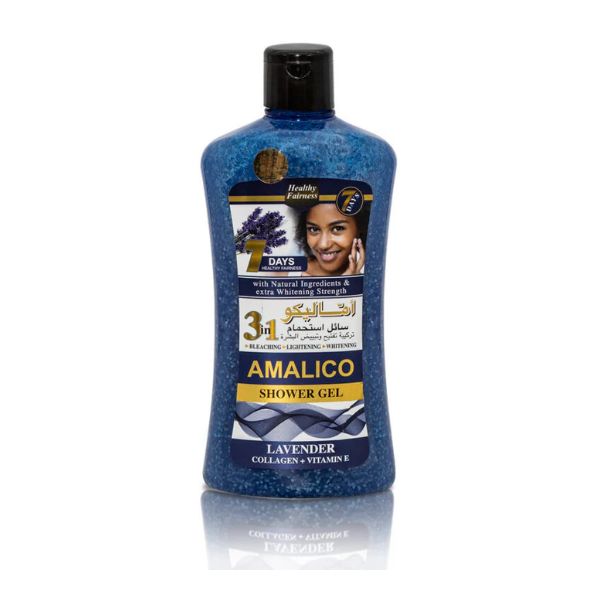 Healthy
Fairness
7
DAYS
7
DAYS
HEALTHY FAIRNESS
with Natural Ingredients &
extra Whitening Strength
3in1
أماليكو
سائل استحمام
تركيبة تفتيح وتبييض البشرة
BLEACHING LIGHTENING WHITENING
AMALICO
SHOWER GEL
LAVENDER
COLLAGEN + VITAMIN E